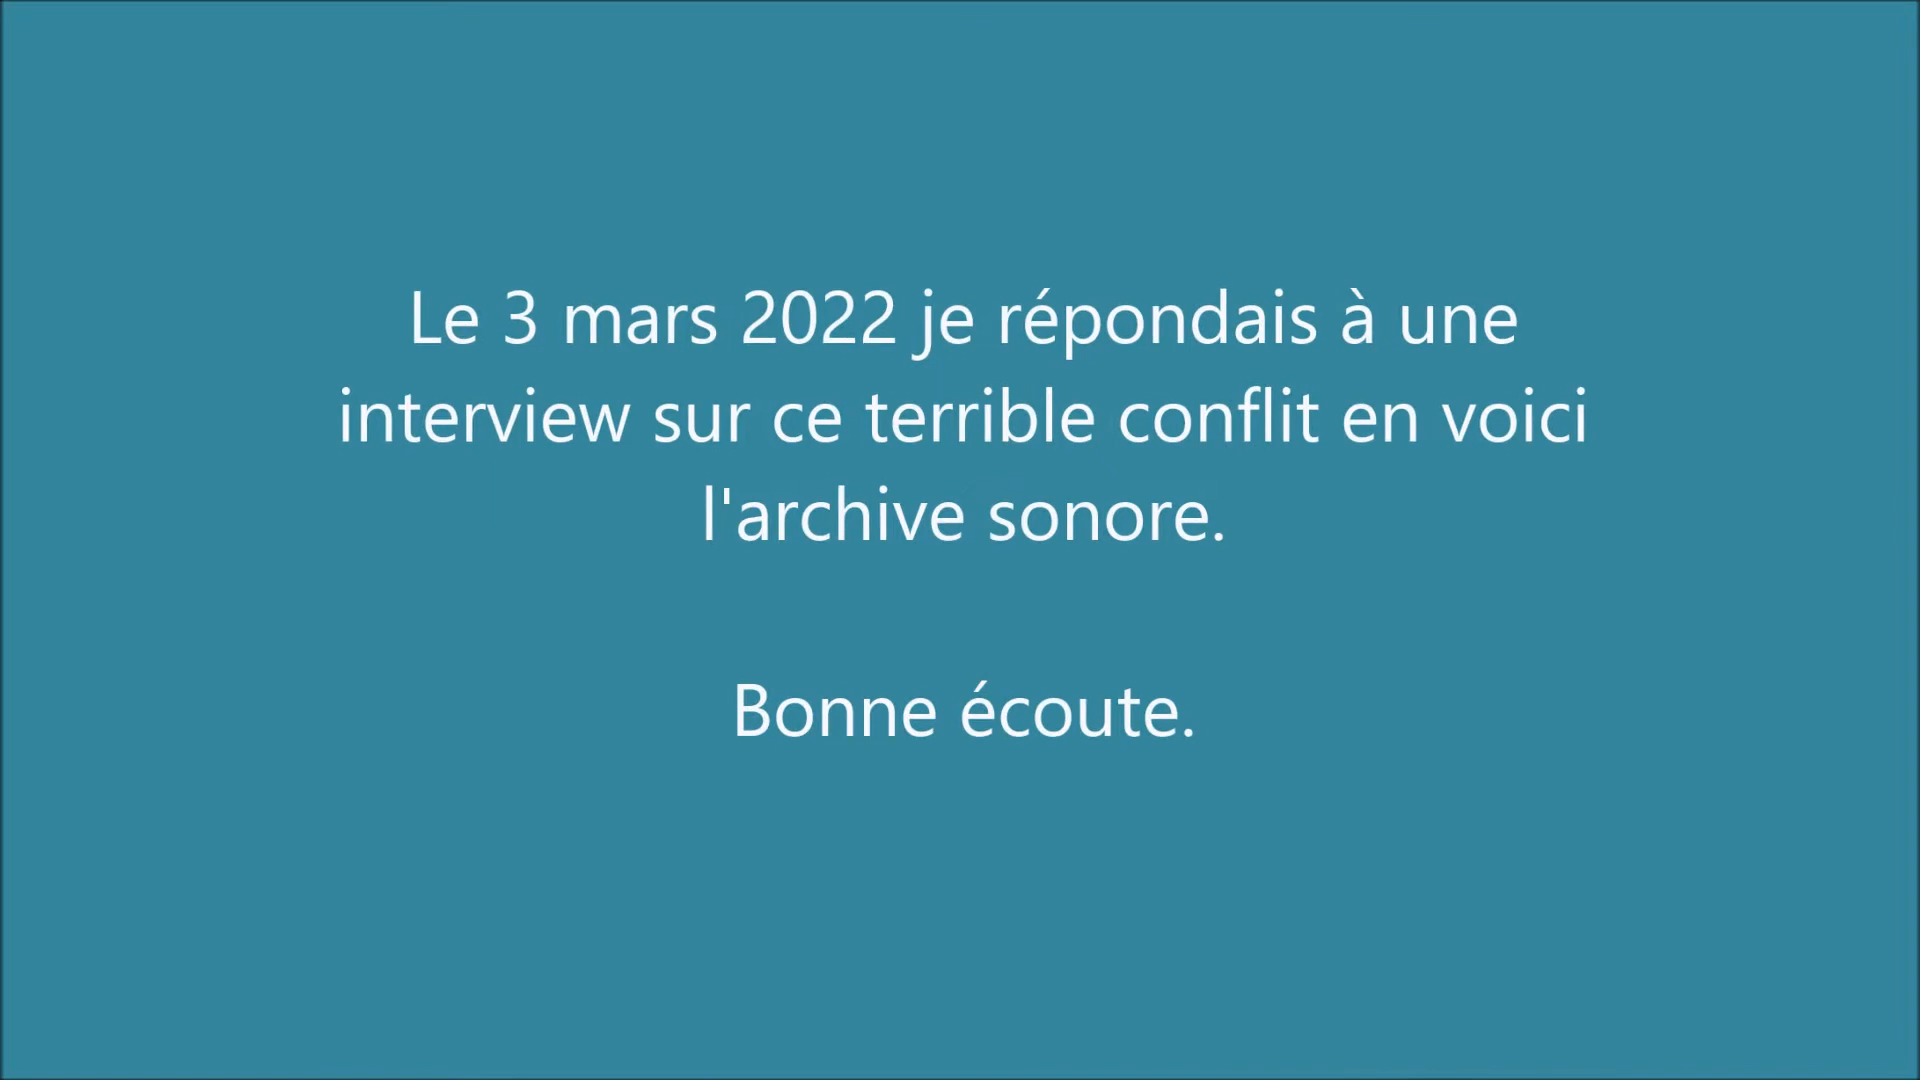 Le 3 mars 2022 je répondais à une
interview sur ce terrible conflit en voici
l'archive sonore.
Bonne écoute.